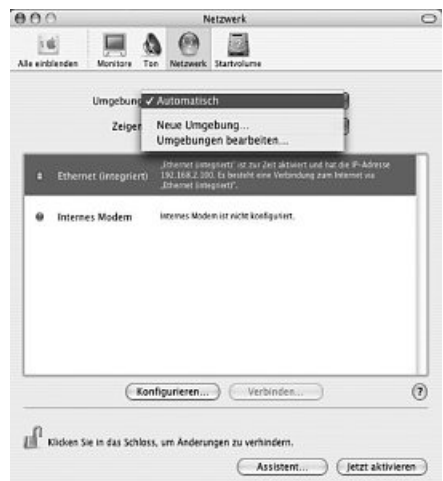 Netzwerk
Alle einblenden Monitore Ton Netzwerk Startvolume
Umgebung ✓ Automatisch
Neue Umgebung...
Zeigen
Umgebungen bearbeiten...
Ethernet (integriert) „Ethernet (integriert)“ ist zur Zeit aktiviert und hat die IP-Adresse
192.168.2.100. Es besteht eine Verbindung zum Internet via
„Ethernet (integriert)“.
Internes Modem Internes Modem ist nicht konfiguriert.
Konfigurieren... Verbinden... ?
Klicken Sie in das Schloss, um Änderungen zu verhindern.
Assistent... Jetzt aktivieren